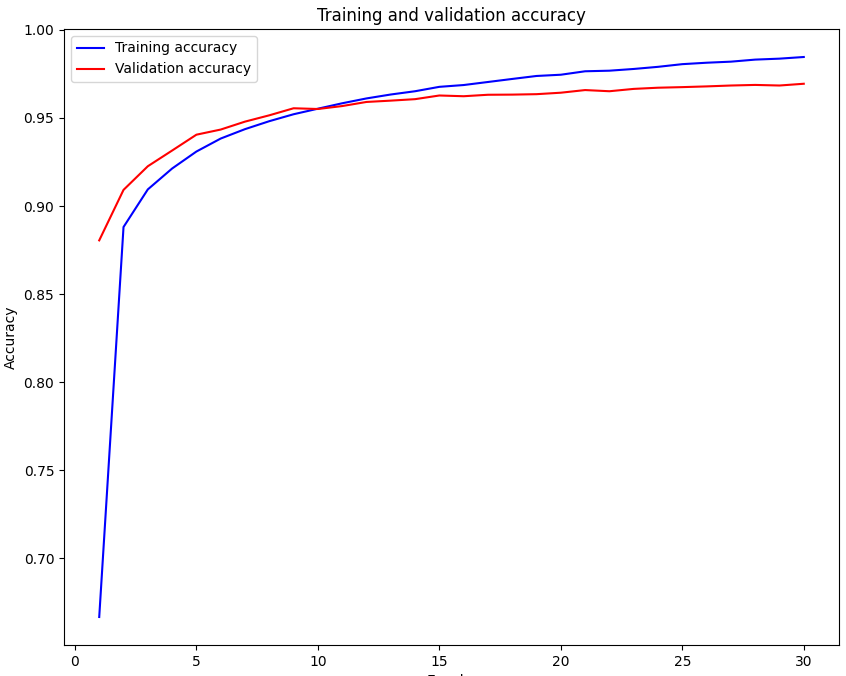 Training and validation accuracy
Training accuracy
Validation accuracy
Accuracy
1.00
0.95
0.90
0.85
0.80
0.75
0.70
0 5 10 15 20 25 30